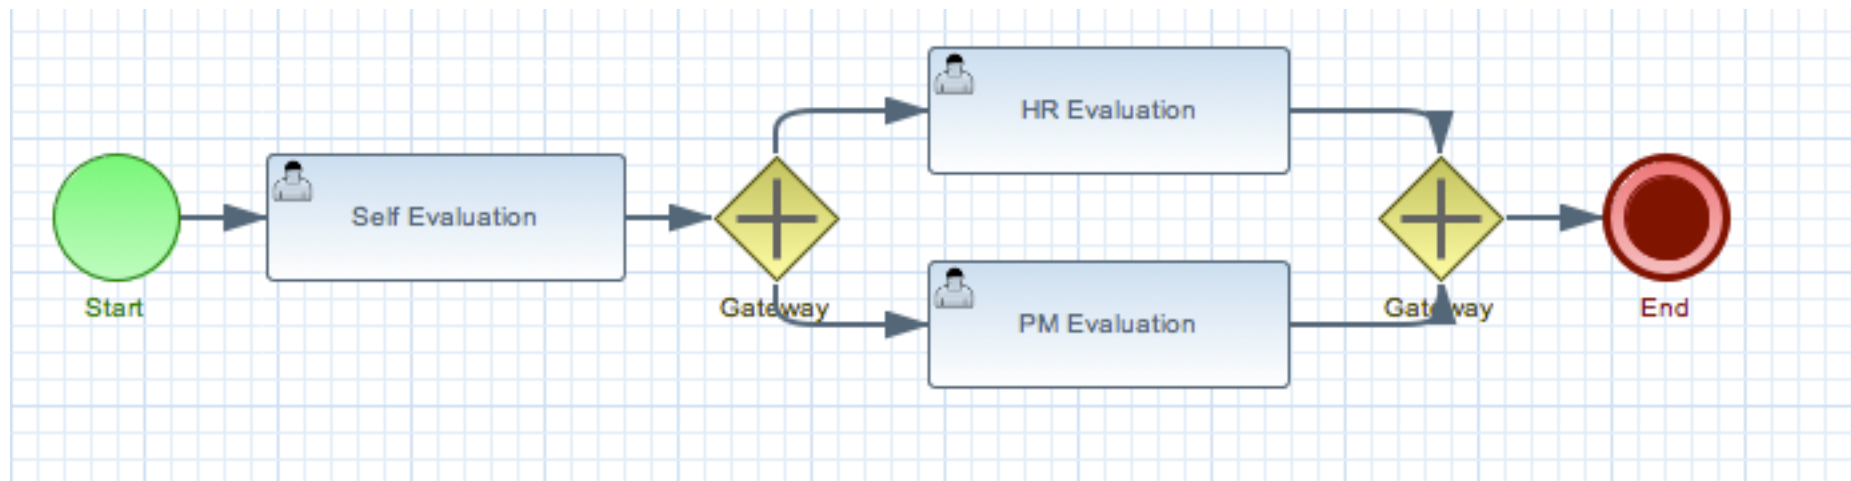 HR Evaluation
Self Evaluation
Start
Gateway
PM Evaluation
Gateway
End